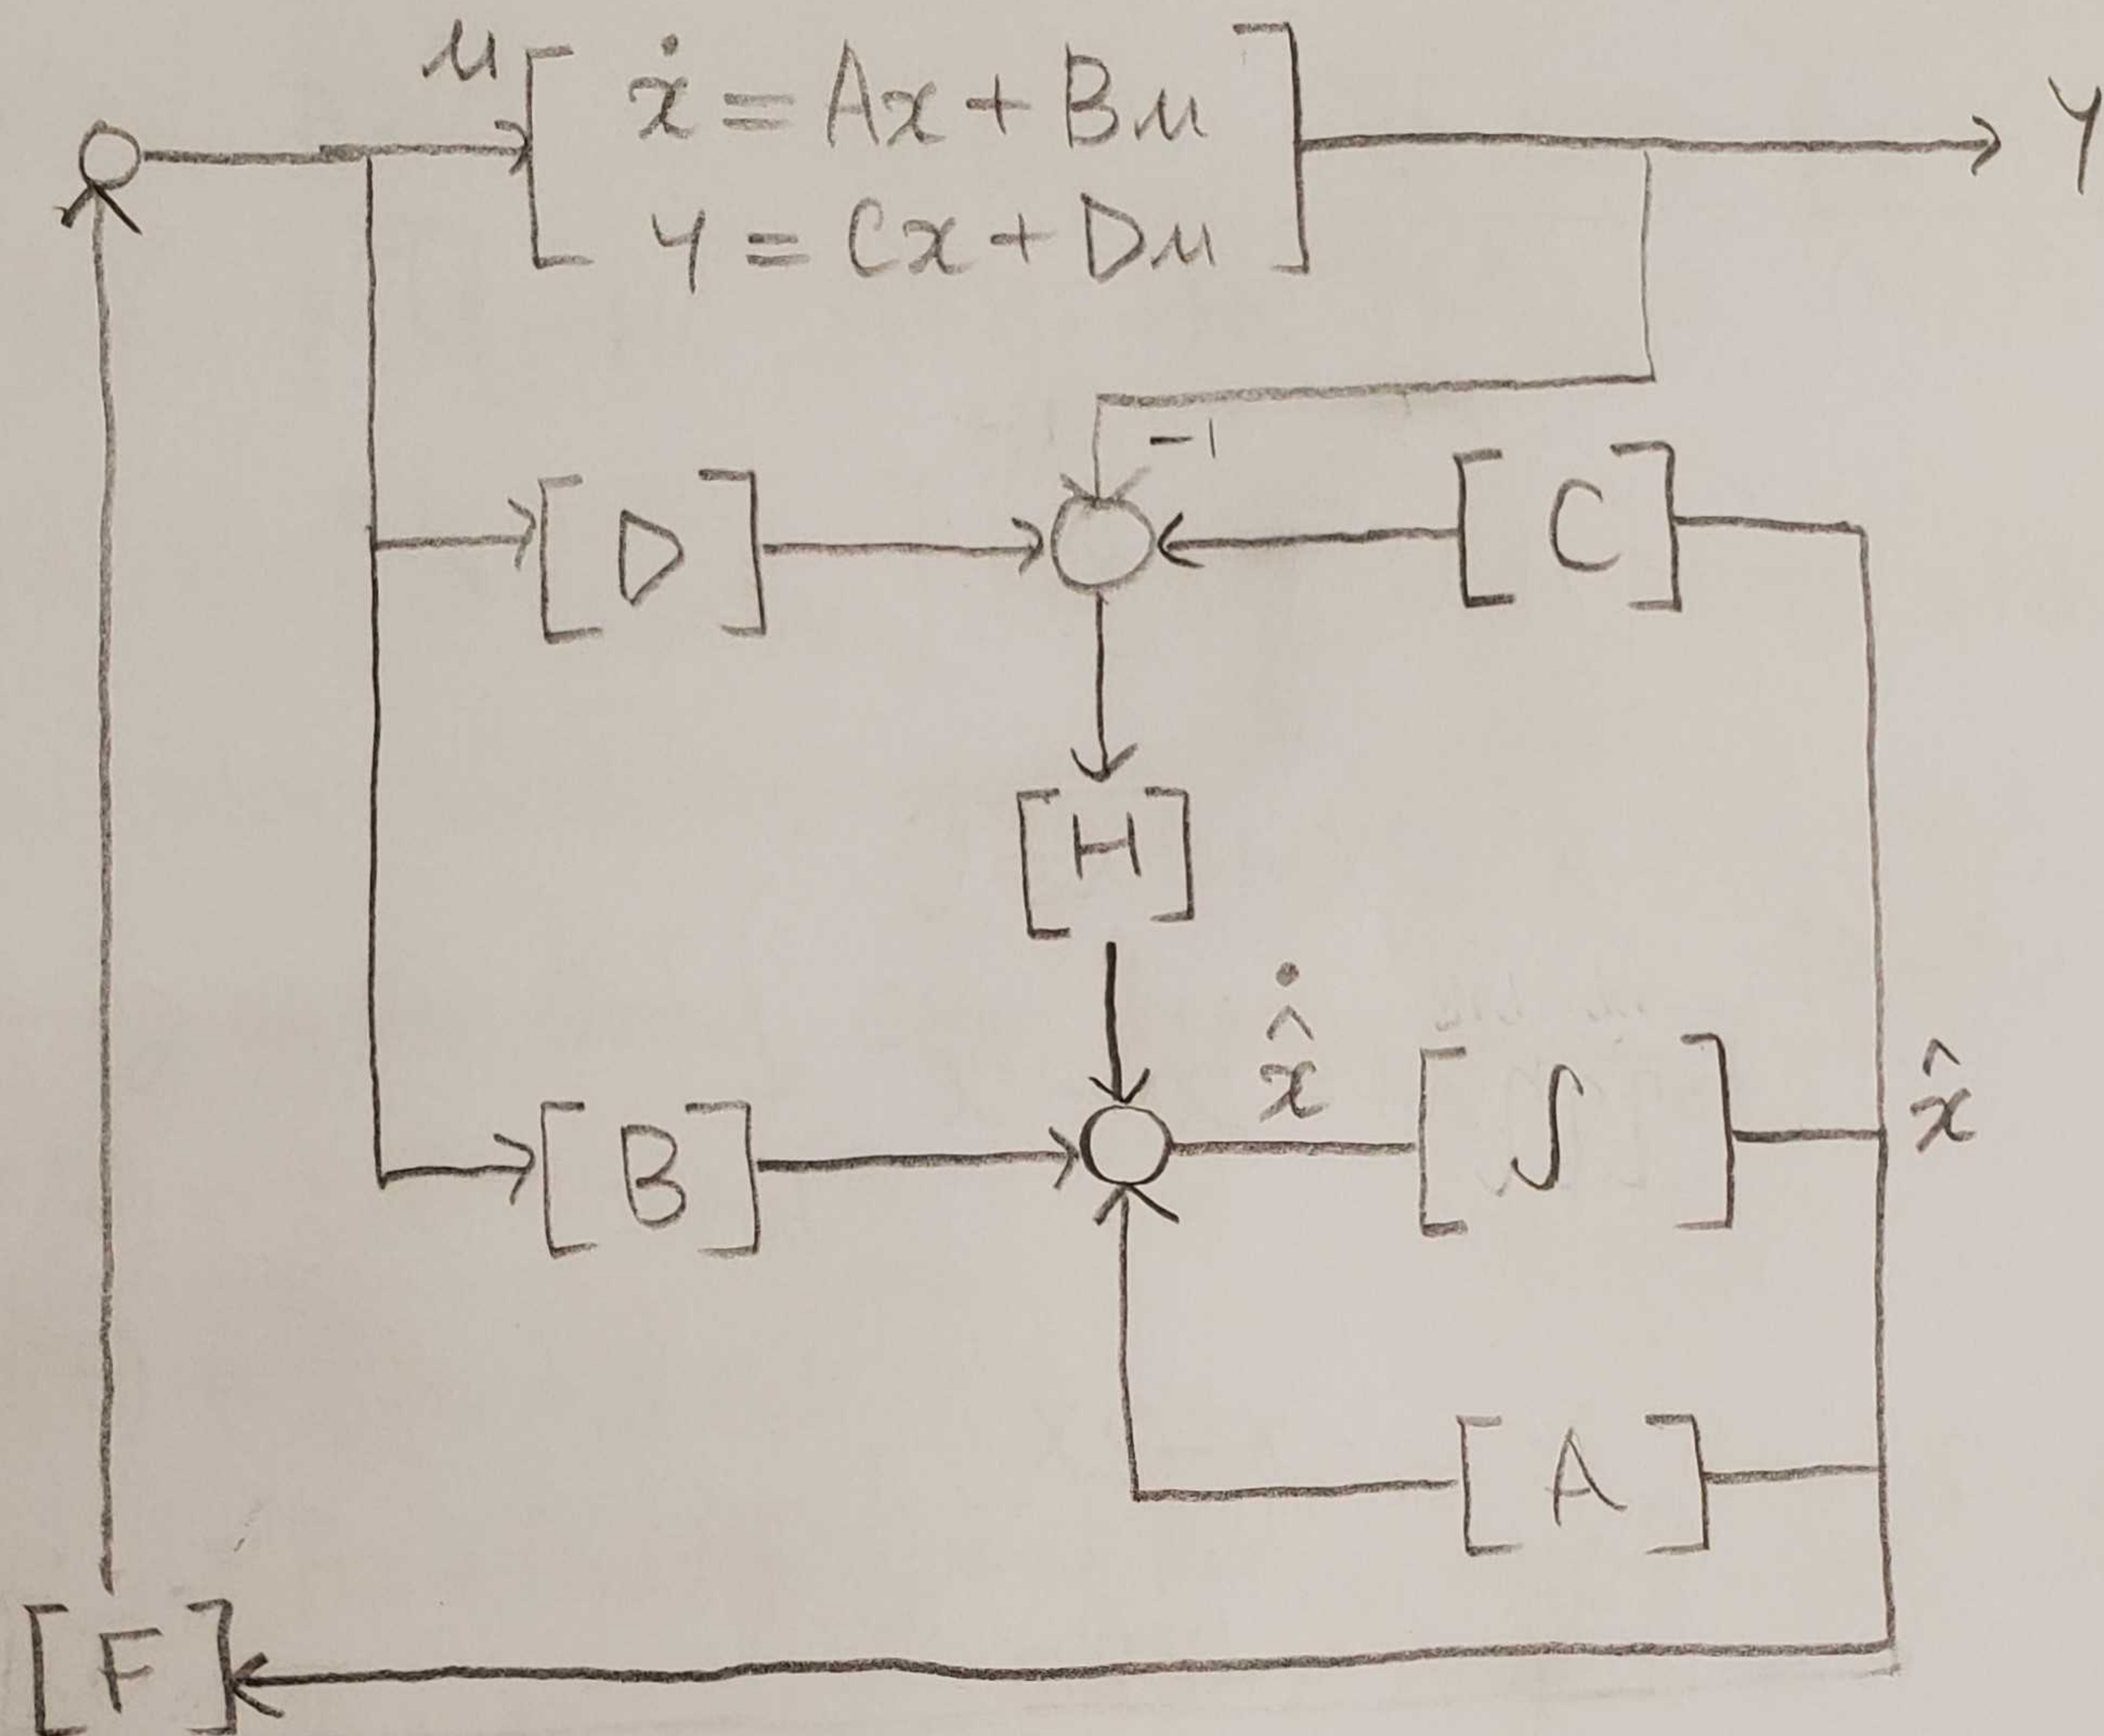 u
ẋ = Ax + Bu
y = Cx + Du
y
-1
[D]
[C]
[H]
x̂̇
[B]
[∫]
x̂
[A]
[F]